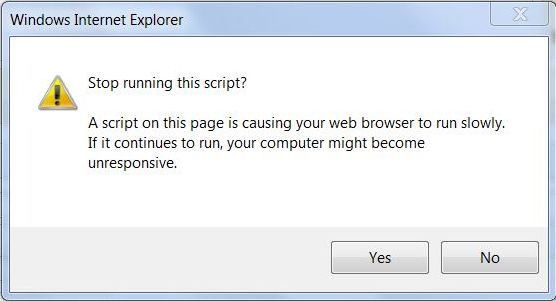 Windows Internet Explorer
Stop running this script?
A script on this page is causing your web browser to run slowly.
If it continues to run, your computer might become
unresponsive.
Yes
No